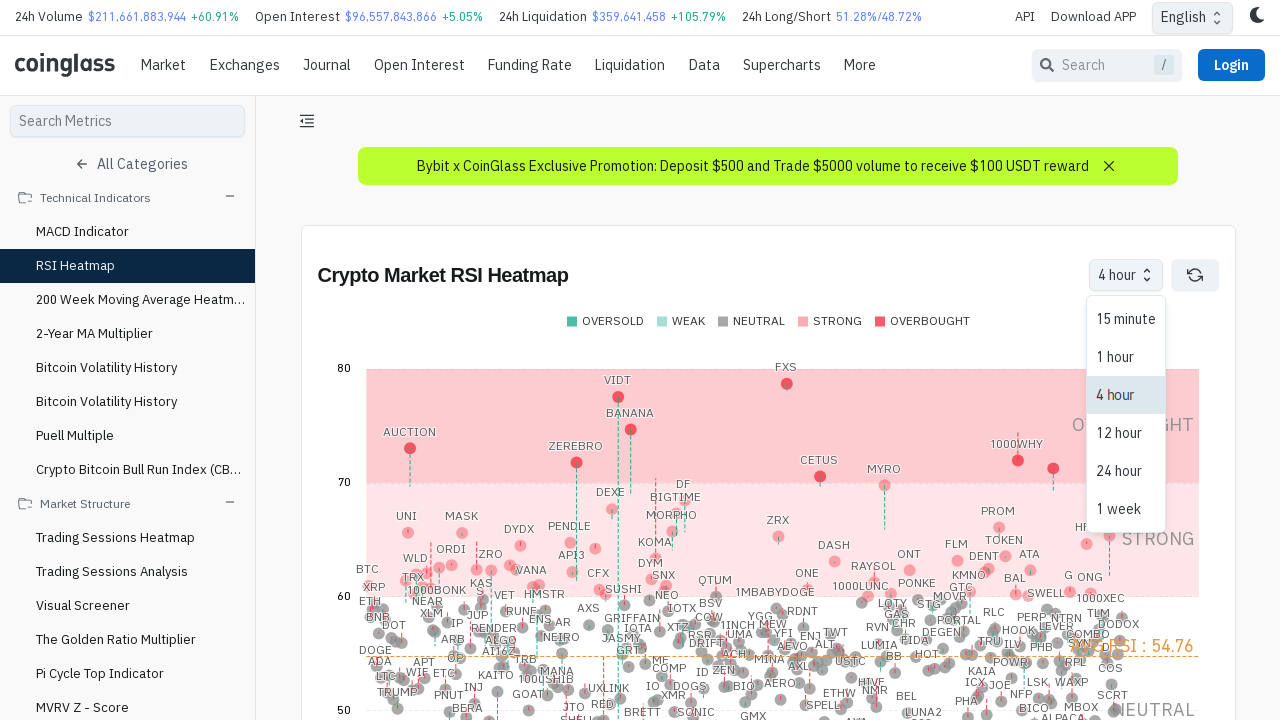 24h Volume $211,661,883,944 +60.91% Open Interest $96,557,843,866 +5.05% 24h Liquidation $359,641,458 +105.79% 24h Long/Short 51.28%/48.72% API Download APP English
coinglass Market Exchanges Journal Open Interest Funding Rate Liquidation Data Supercharts More Search / Login
Search Metrics
All Categories
Technical Indicators
MACD Indicator
RSI Heatmap
200 Week Moving Average Heatm...
2-Year MA Multiplier
Bitcoin Volatility History
Bitcoin Volatility History
Puell Multiple
Crypto Bitcoin Bull Run Index (CB...
Market Structure
Trading Sessions Heatmap
Trading Sessions Analysis
Visual Screener
The Golden Ratio Multiplier
Pi Cycle Top Indicator
MVRV Z - Score
Bybit x CoinGlass Exclusive Promotion: Deposit $500 and Trade $5000 volume to receive $100 USDT reward
Crypto Market RSI Heatmap
4 hour
15 minute
1 hour
4 hour
12 hour
24 hour
1 week
OVERSOLD WEAK NEUTRAL STRONG OVERBOUGHT
80
FXS
VIDT
BANANA
AUCTION
ZEREBRO
1000WHY
CETUS
MYRO
70
DF
DEXE
BIGTIME
UNI MASK MORPHO PROM
DYDX PENDLE ZRX
STRONG
KOMA DASH FLM TOKEN
WLD ORDI ZRO API3 ONT DENT ATA
BTC TRX VANA CFX DYM RAYSOL
XRP 1000BONK KAS HMSTR SUSHI SNX QTUM ONE 1000LUNC PONKE KMNO GTC BAL G ONG
60
ETH NEAR VET NEO 1MBABYDOGE MOVR SWELL 1000XEC
BNB XLM JUP RUNE AXS GRIFFAIN IOTX BSV YGG RDNT LQTY STG RLC PERP NTRN TLM
DOT IP RENDER ENS AR IOTA XTZ COW 1INCH MEW RVN CHR PORTAL HOOK LEVER DODOX
ARB ALGO NEIRO JASMY RSR UMA YFI ENJ TWT DEGEN TRU COMBO
DOGE AI16Z GRT DRIFT AEVO ALT LUMIA FIDA ILV PHB
AVG RSI : 54.76
ADA APT OP TRB ACH MINA AXL USTC BB HOT POWR RPL C98
LTC WIF ETC KAITO MANA COMP ID ZEN HIVE KAIA
TRUMP PNUT INJ GOAT UXLINK IO DOGS BIO AERO ETHW NMR BEL ICX JOE LSK WAXP
BERA JTO RED XMR SPELL PHA NFP SCRT
50
BRETT SONIC GMX LUNA2 BICO MBOX NEUTRAL
ALPACA